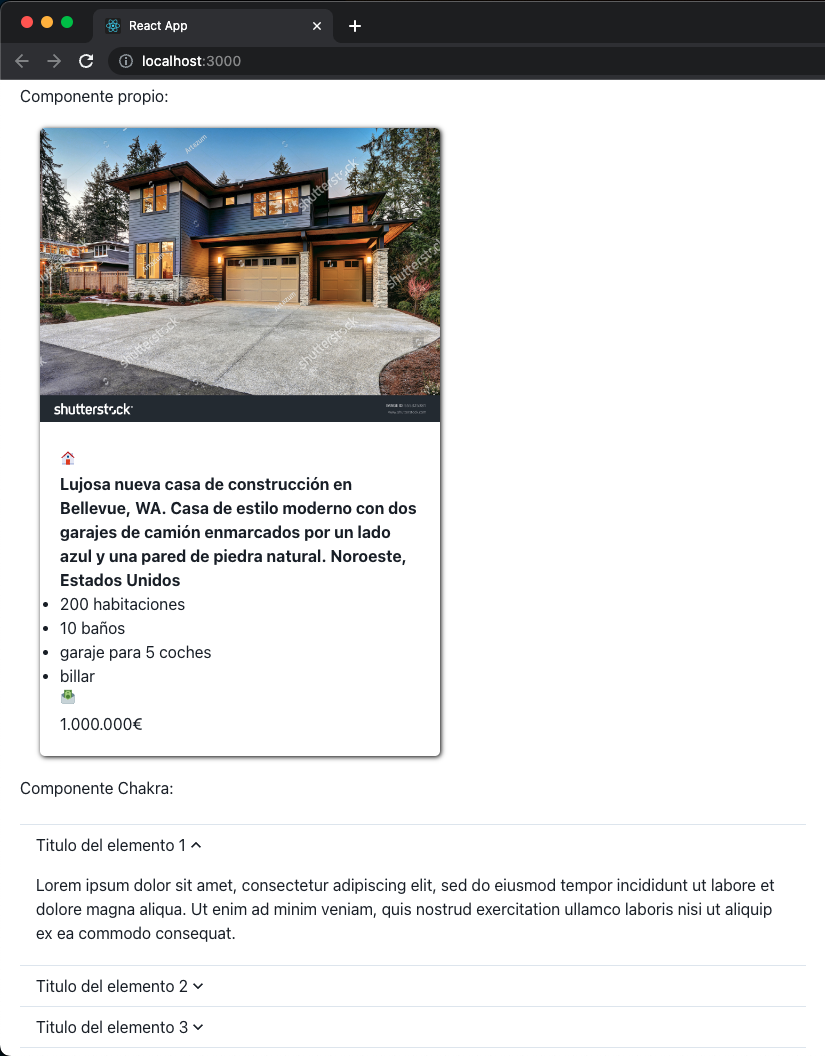 React App
localhost:3000
Componente propio:
Artazum
shutterstock
shutterstock
shutterstock
shutterstock
shutterstock
Lujosa nueva casa de construcción en
Bellevue, WA. Casa de estilo moderno con dos
garajes de camión enmarcados por un lado
azul y una pared de piedra natural. Noroeste,
Estados Unidos
200 habitaciones
10 baños
garaje para 5 coches
billar
1.000.000€
Componente Chakra:
Titulo del elemento 1
Lorem ipsum dolor sit amet, consectetur adipiscing elit, sed do eiusmod tempor incididunt ut labore et
dolore magna aliqua. Ut enim ad minim veniam, quis nostrud exercitation ullamco laboris nisi ut aliquip
ex ea commodo consequat.
Titulo del elemento 2
Titulo del elemento 3